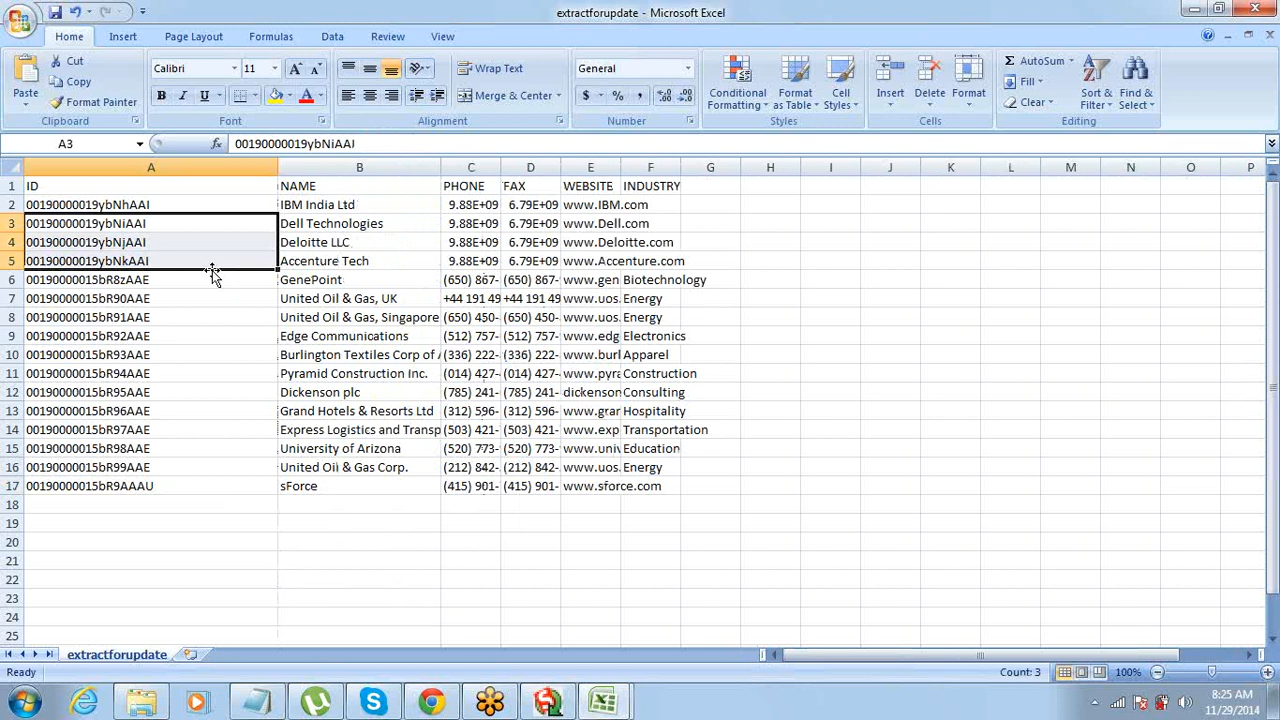 extractforupdate - Microsoft Excel
Home Insert Page Layout Formulas Data Review View
Paste
Cut
Copy
Format Painter
Clipboard
Calibri 11
B I U
Font
Wrap Text
Merge & Center
Alignment
General
$ % ,
Number
Conditional Formatting
Format as Table
Cell Styles
Styles
Insert
Delete
Format
Cells
AutoSum
Fill
Clear
Sort & Filter
Find & Select
Editing
A3 fx 00190000019ybNiAAI
A B C D E F G H I J K L M N O P
1 ID NAME PHONE FAX WEBSITE INDUSTRY
2 00190000019ybNhAAI IBM India Ltd 9.88E+09 6.79E+09 www.IBM.com
3 00190000019ybNiAAI Dell Technologies 9.88E+09 6.79E+09 www.Dell.com
4 00190000019ybNjAAI Deloitte LLC 9.88E+09 6.79E+09 www.Deloitte.com
5 00190000019ybNkAAI Accenture Tech 9.88E+09 6.79E+09 www.Accenture.com
6 00190000015bR8zAAE GenePoint (650) 867- (650) 867- www.gen Biotechnology
7 00190000015bR90AAE United Oil & Gas, UK +44 191 49 +44 191 49 www.uos. Energy
8 00190000015bR91AAE United Oil & Gas, Singapore (650) 450- (650) 450- www.uos. Energy
9 00190000015bR92AAE Edge Communications (512) 757- (512) 757- www.edg Electronics
10 00190000015bR93AAE Burlington Textiles Corp of A (336) 222- (336) 222- www.burl Apparel
11 00190000015bR94AAE Pyramid Construction Inc. (014) 427- (014) 427- www.pyra Construction
12 00190000015bR95AAE Dickenson plc (785) 241- (785) 241- dickenson Consulting
13 00190000015bR96AAE Grand Hotels & Resorts Ltd (312) 596- (312) 596- www.grar Hospitality
14 00190000015bR97AAE Express Logistics and Transp (503) 421- (503) 421- www.exp Transportation
15 00190000015bR98AAE University of Arizona (520) 773- (520) 773- www.univ Education
16 00190000015bR99AAE United Oil & Gas Corp. (212) 842- (212) 842- www.uos. Energy
17 00190000015bR9AAAU sForce (415) 901- (415) 901- www.sforce.com
18
19
20
21
22
23
24
25
extractforupdate
Ready Count: 3 100%
8:25 AM
11/29/2014